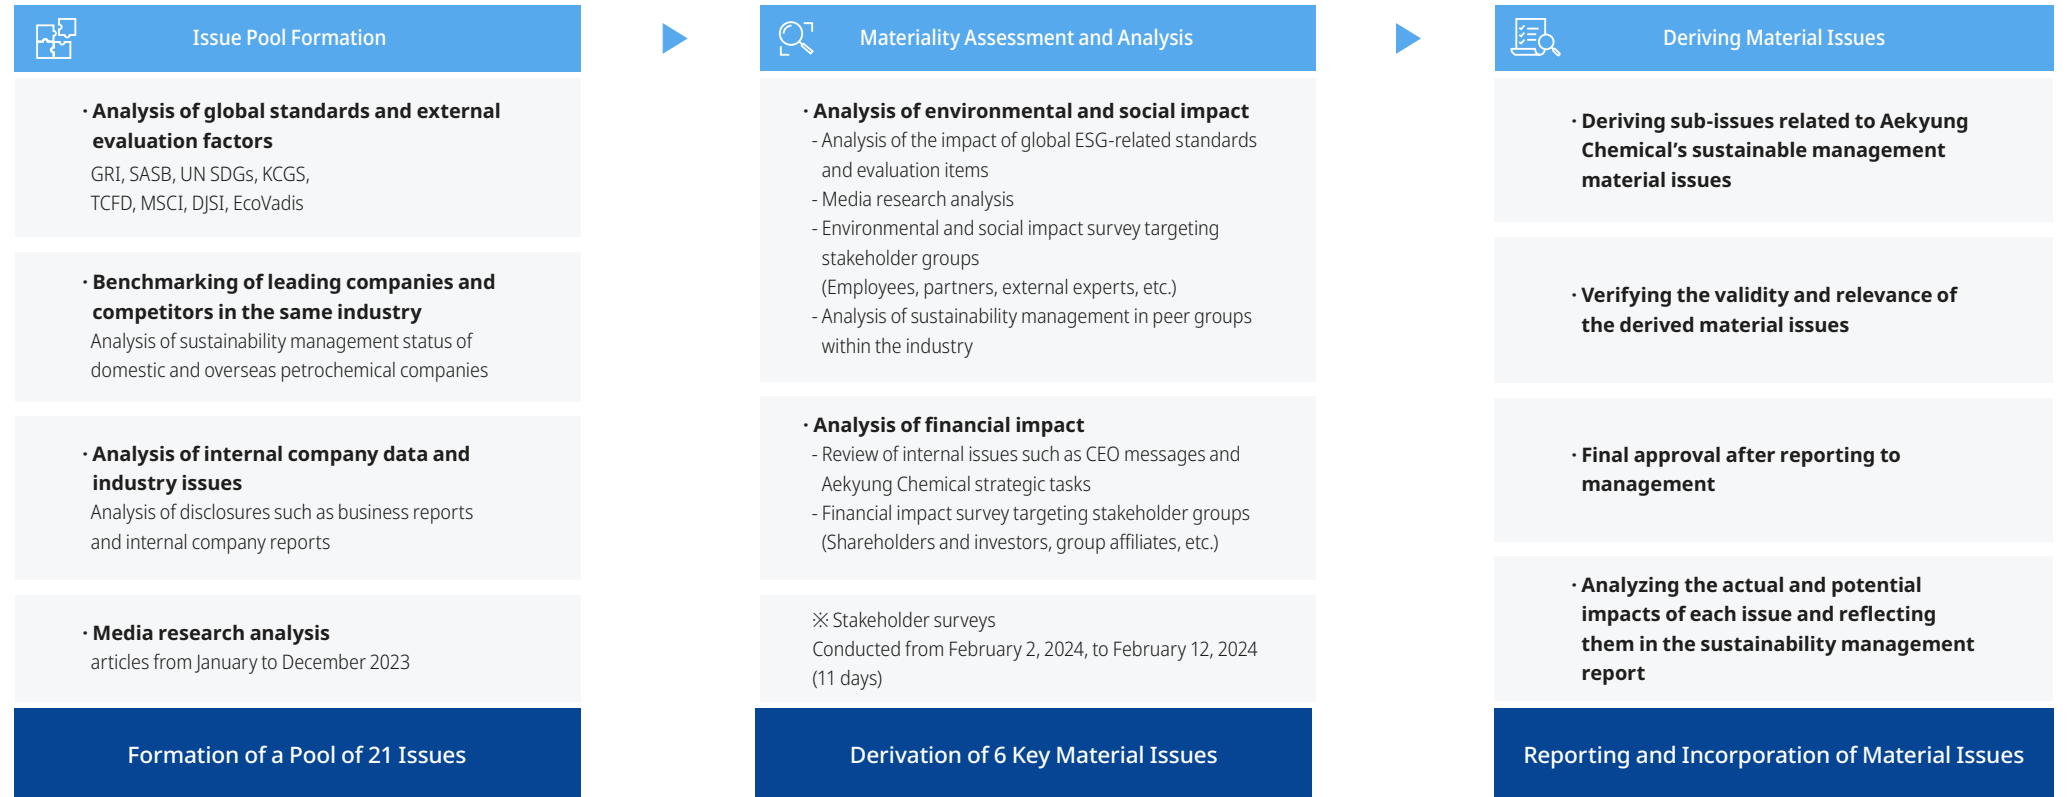 Issue Pool Formation
· Analysis of global standards and external
evaluation factors
GRI, SASB, UN SDGs, KCGS,
TCFD, MSCI, DJSI, EcoVadis
· Benchmarking of leading companies and
competitors in the same industry
Analysis of sustainability management status of
domestic and overseas petrochemical companies
· Analysis of internal company data and
industry issues
Analysis of disclosures such as business reports
and internal company reports
· Media research analysis
articles from January to December 2023
Formation of a Pool of 21 Issues
Materiality Assessment and Analysis
· Analysis of environmental and social impact
- Analysis of the impact of global ESG-related standards
and evaluation items
- Media research analysis
- Environmental and social impact survey targeting
stakeholder groups
(Employees, partners, external experts, etc.)
- Analysis of sustainability management in peer groups
within the industry
· Analysis of financial impact
- Review of internal issues such as CEO messages and
Aekyung Chemical strategic tasks
- Financial impact survey targeting stakeholder groups
(Shareholders and investors, group affiliates, etc.)
※ Stakeholder surveys
Conducted from February 2, 2024, to February 12, 2024
(11 days)
Derivation of 6 Key Material Issues
Deriving Material Issues
· Deriving sub-issues related to Aekyung
Chemical’s sustainable management
material issues
· Verifying the validity and relevance of
the derived material issues
· Final approval after reporting to
management
· Analyzing the actual and potential
impacts of each issue and reflecting
them in the sustainability management
report
Reporting and Incorporation of Material Issues